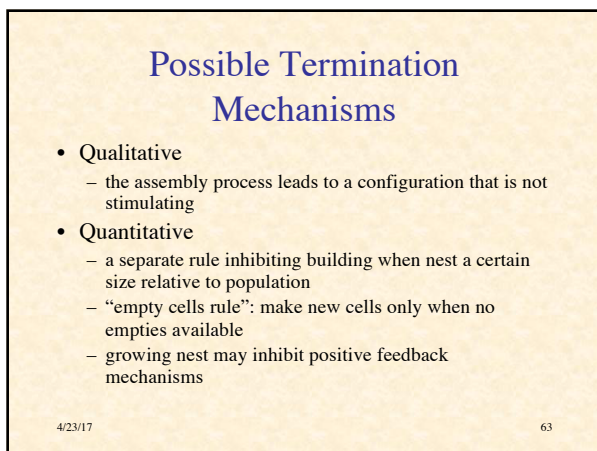 Possible Termination
Mechanisms
• Qualitative
– the assembly process leads to a configuration that is not
stimulating
• Quantitative
– a separate rule inhibiting building when nest a certain
size relative to population
– “empty cells rule”: make new cells only when no
empties available
– growing nest may inhibit positive feedback
mechanisms
4/23/17
63